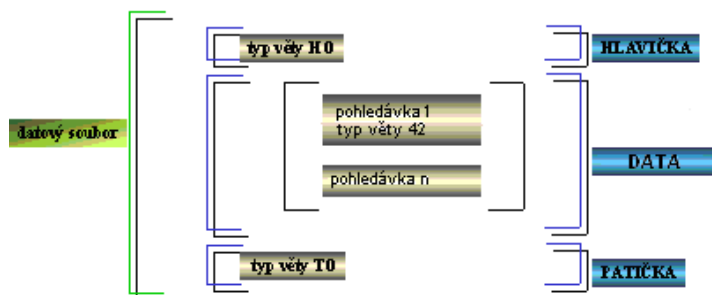 typ věty H0
HLAVIČKA
datový soubor
pohledávka 1
typ věty 42
pohledávka n
DATA
typ věty T0
PATIČKA